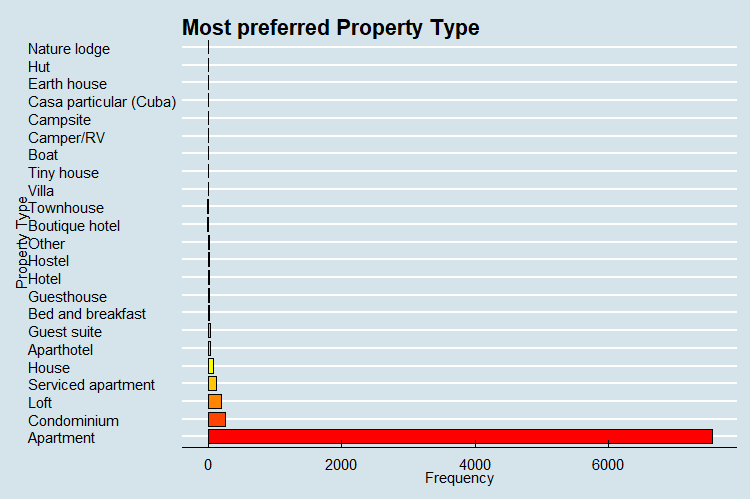 Most preferred Property Type
Property Type
Nature lodge
Hut
Earth house
Casa particular (Cuba)
Campsite
Camper/RV
Boat
Tiny house
Villa
Townhouse
Boutique hotel
Other
Hostel
Hotel
Guesthouse
Bed and breakfast
Guest suite
Aparthotel
House
Serviced apartment
Loft
Condominium
Apartment
0 2000 4000 6000
Frequency